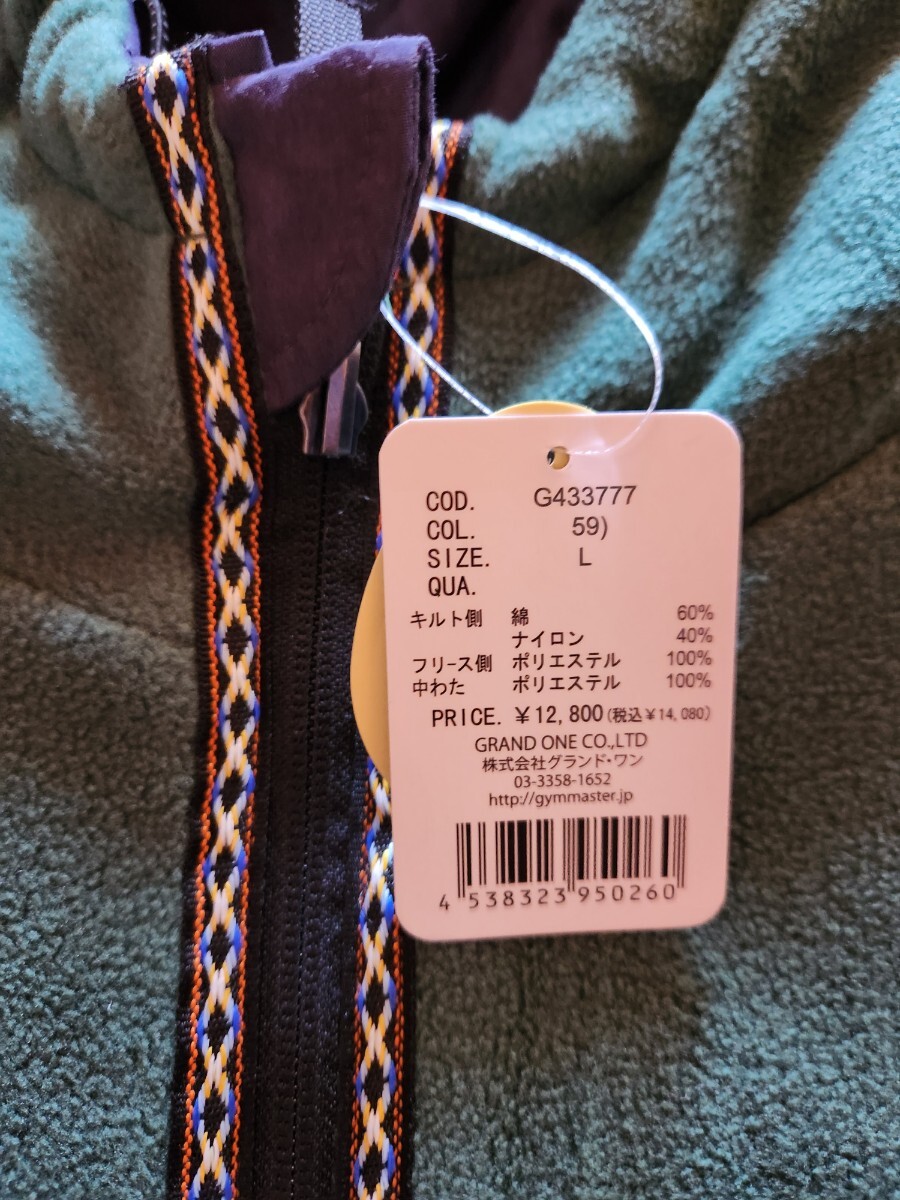 COD. G433777
COL. 59)
SIZE. L
QUA.
キルト側 綿 60%
ナイロン 40%
フリース側 ポリエステル 100%
中わた ポリエステル 100%
PRICE. ¥12,800(税込¥14,080)
GRAND ONE CO.,LTD
株式会社グランド・ワン
03-3358-1652
http://gymmaster.jp
4 538323 950260